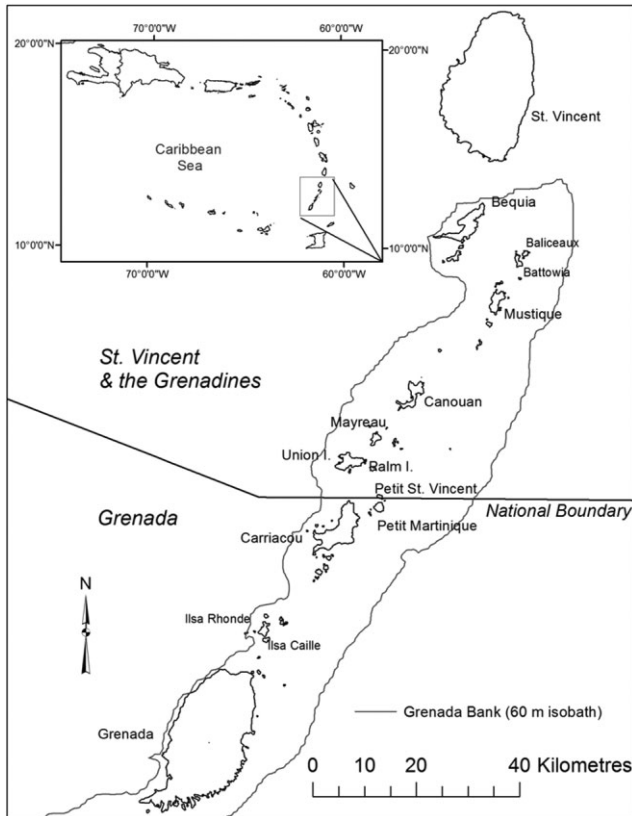 70°0'0"W
60°0'0"W
20°0'0"N
20°0'0"N
St. Vincent
Caribbean
Sea
Bequia
10°0'0"N
10°0'0"N
Baliceaux
70°0'0"W
60°0'0"W
Battowia
Mustique
St. Vincent
& the Grenadines
Canouan
Mayreau
Union I.
Palm I.
Petit St. Vincent
National Boundary
Grenada
Petit Martinique
Carriacou
N
Ilsa Rhonde
Ilsa Caille
Grenada Bank (60 m isobath)
Grenada
0 10 20 40 Kilometres